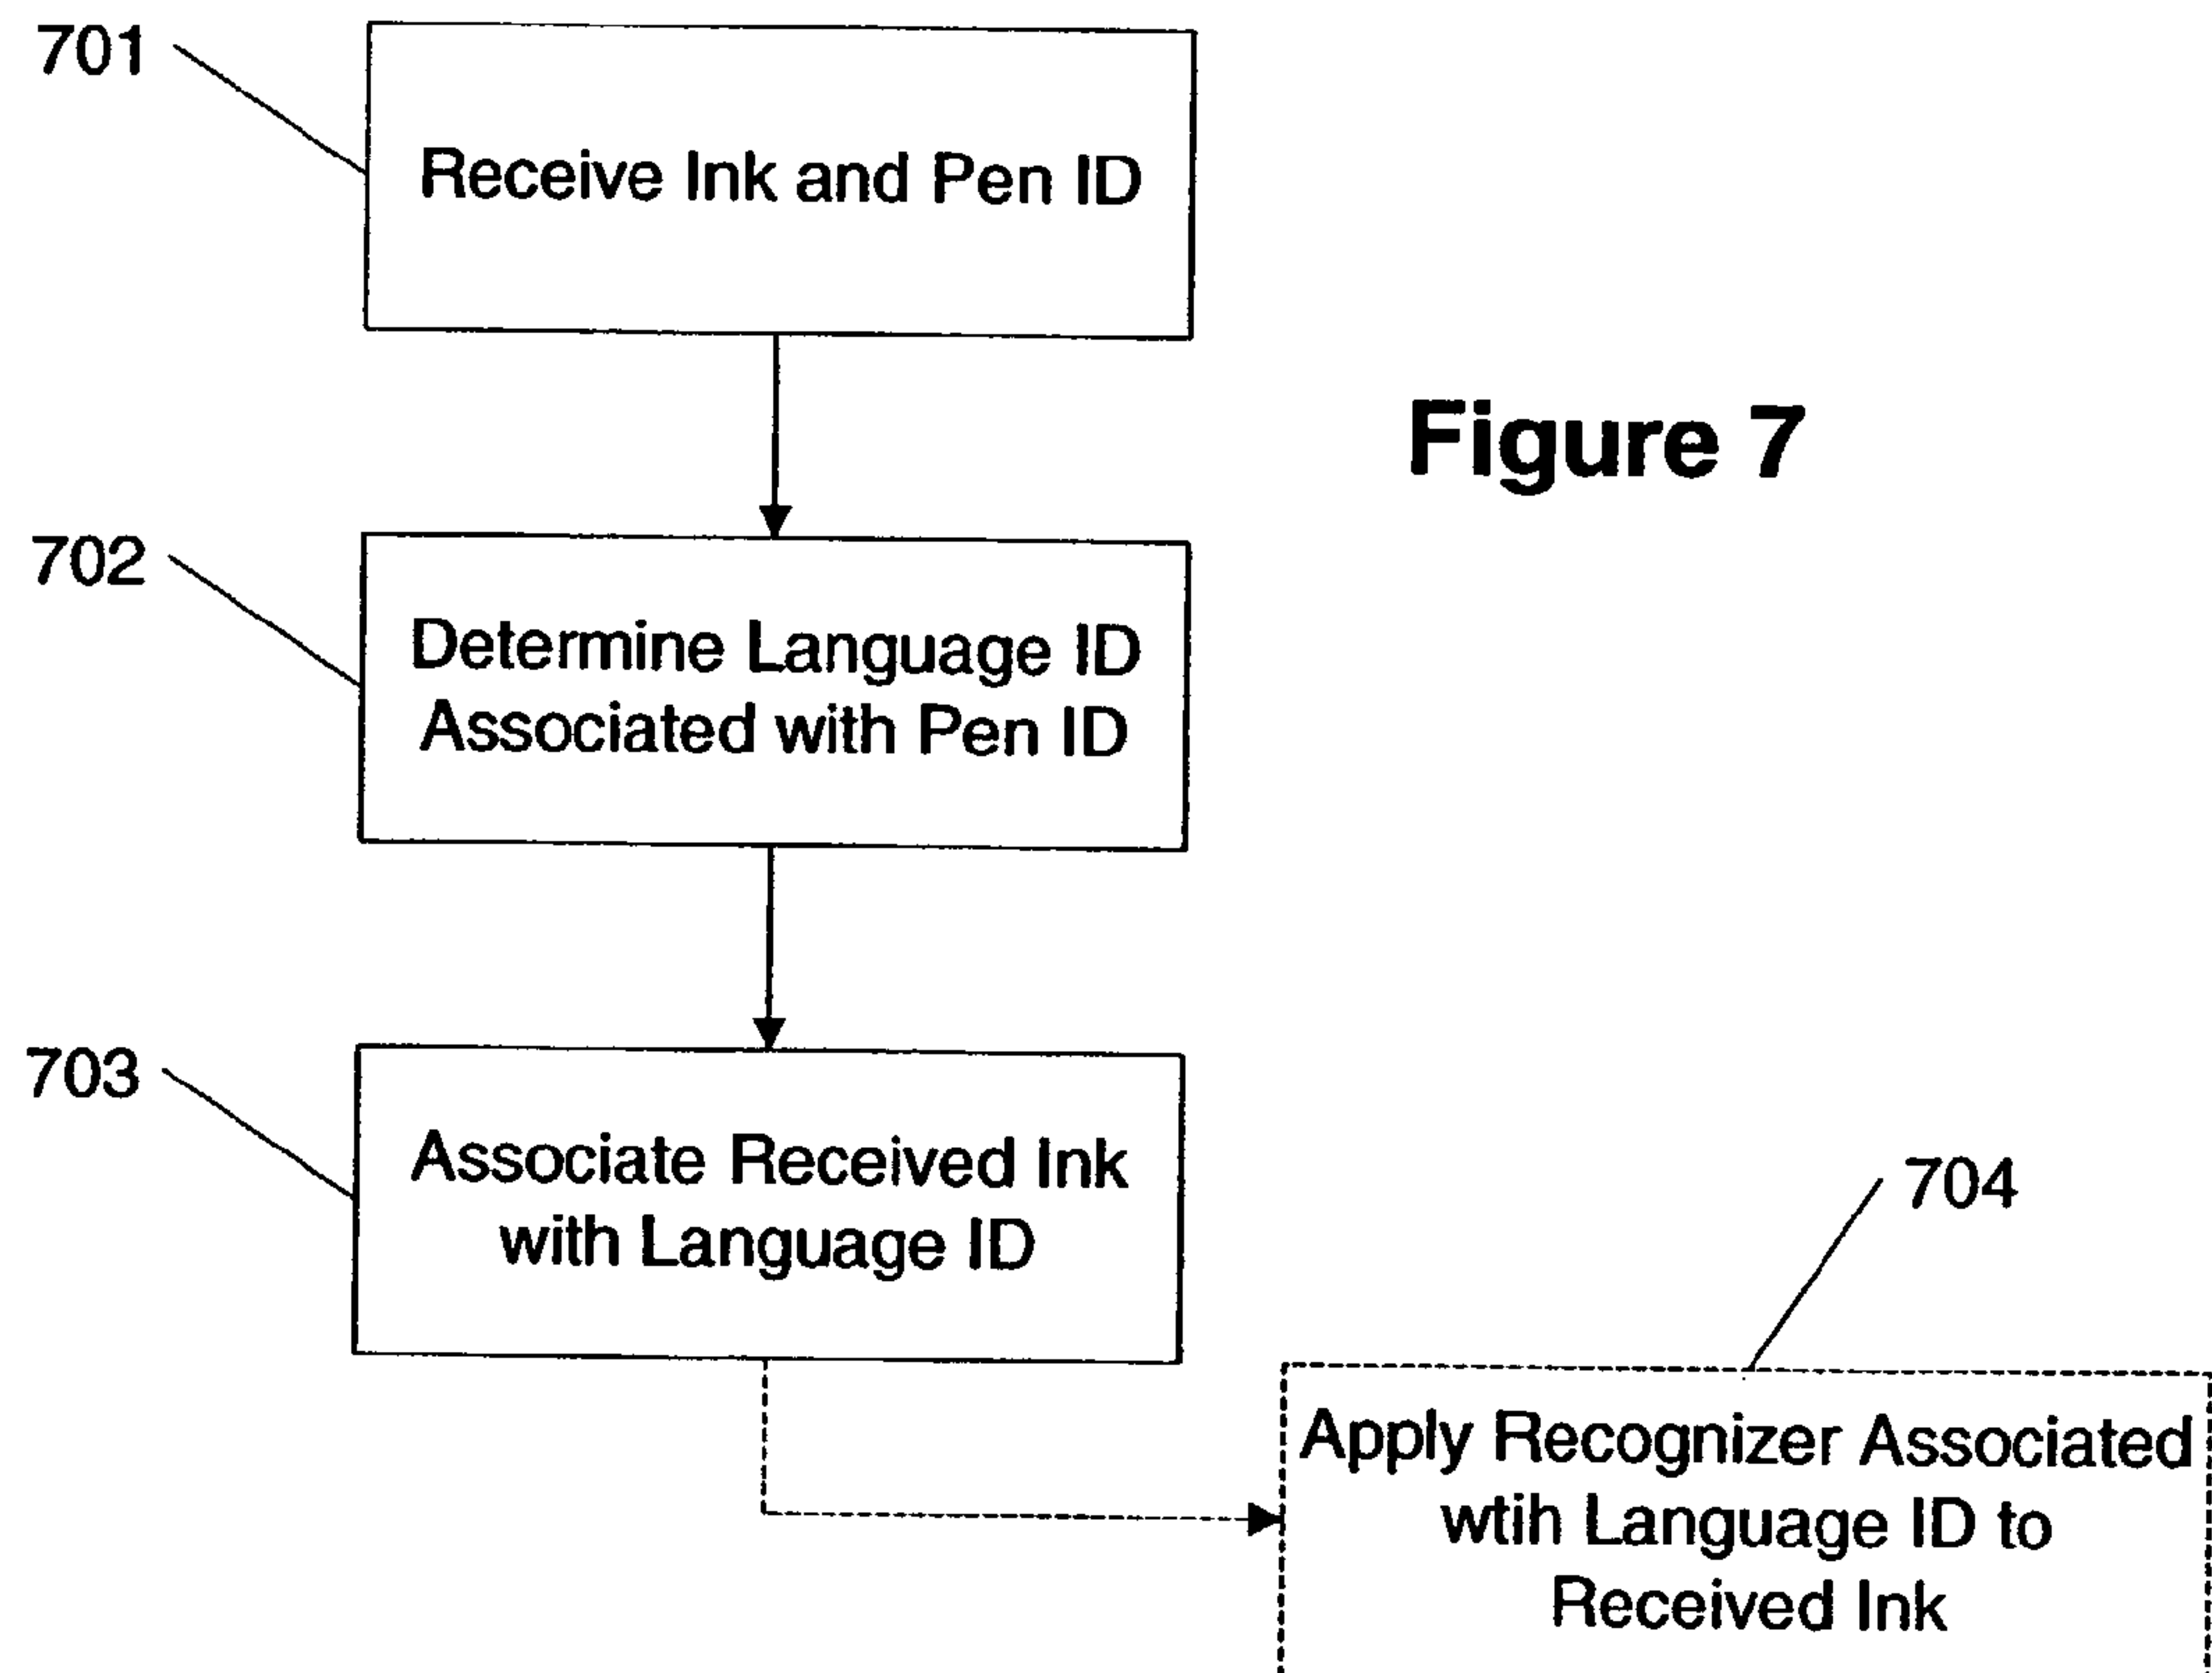 701
Receive Ink and Pen ID
Figure 7
702
Determine Language ID
Associated with Pen ID
703
Associate Received Ink
with Language ID
704
Apply Recognizer Associated
wtih Language ID to
Received Ink